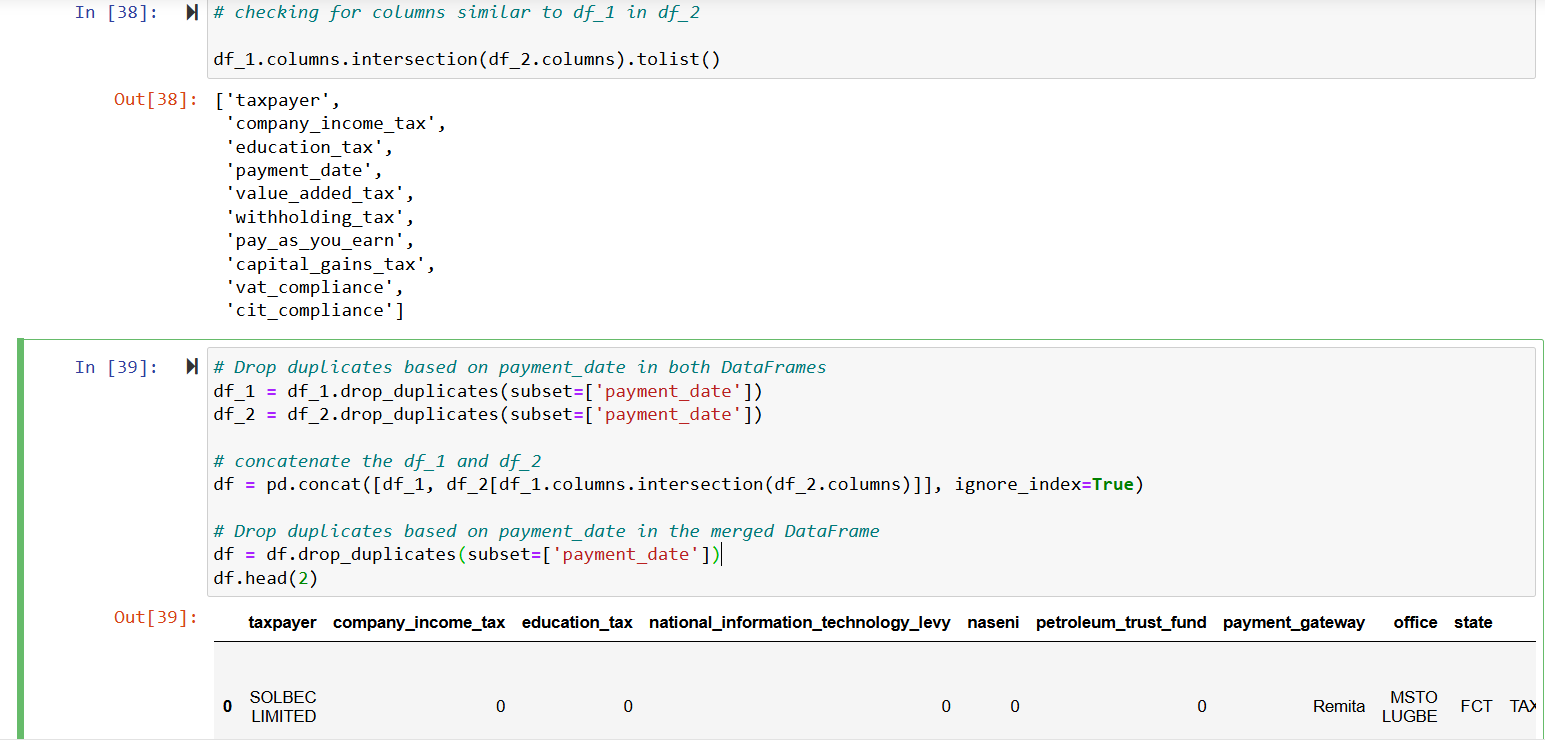 In [38]:
# checking for columns similar to df_1 in df_2
df_1.columns.intersection(df_2.columns).tolist()
Out[38]:
['taxpayer',
'company_income_tax',
'education_tax',
'payment_date',
'value_added_tax',
'withholding_tax',
'pay_as_you_earn',
'capital_gains_tax',
'vat_compliance',
'cit_compliance']
In [39]:
# Drop duplicates based on payment_date in both DataFrames
df_1 = df_1.drop_duplicates(subset=['payment_date'])
df_2 = df_2.drop_duplicates(subset=['payment_date'])
# concatenate the df_1 and df_2
df = pd.concat([df_1, df_2[df_1.columns.intersection(df_2.columns)]], ignore_index=True)
# Drop duplicates based on payment_date in the merged DataFrame
df = df.drop_duplicates(subset=['payment_date'])
df.head(2)
Out[39]:
taxpayer company_income_tax education_tax national_information_technology_levy naseni petroleum_trust_fund payment_gateway office state
0 SOLBEC LIMITED 0 0 0 0 0 Remita MSTO LUGBE FCT TAX